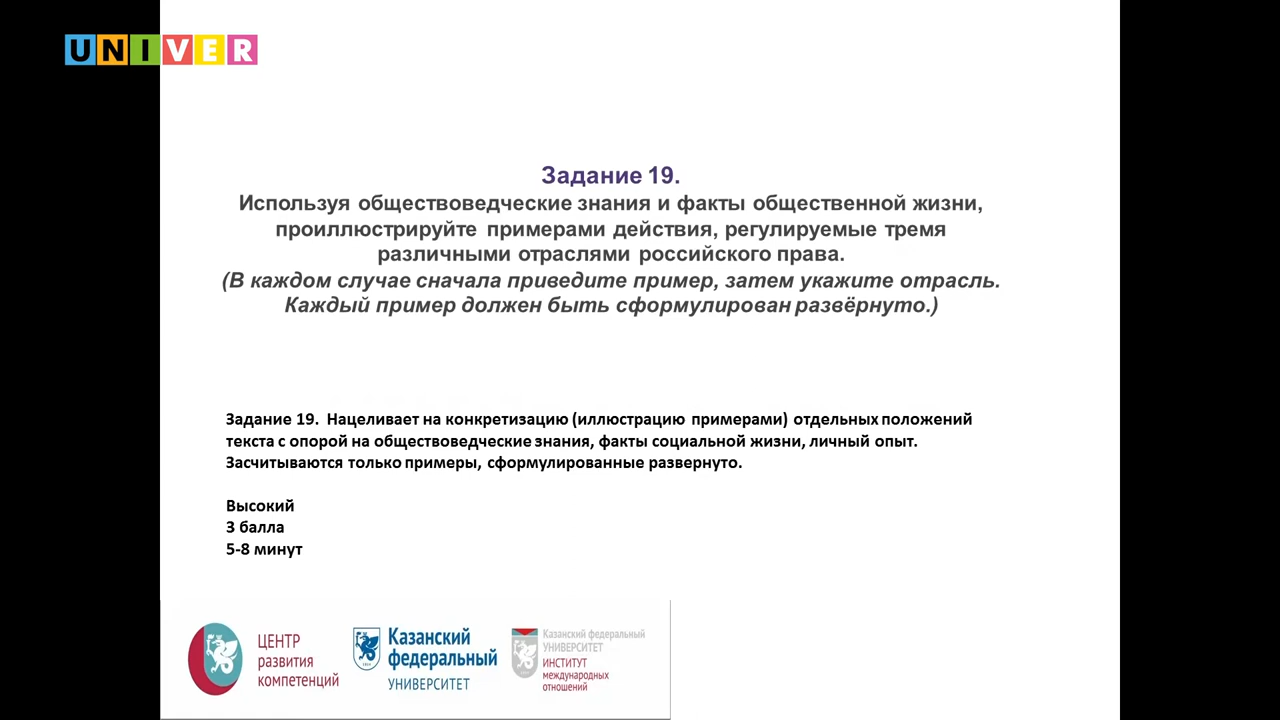 UNIVER
Задание 19.
Используя обществоведческие знания и факты общественной жизни,
проиллюстрируйте примерами действия, регулируемые тремя
различными отраслями российского права.
(В каждом случае сначала приведите пример, затем укажите отрасль.
Каждый пример должен быть сформулирован развёрнуто.)
Задание 19. Нацеливает на конкретизацию (иллюстрацию примерами) отдельных положений
текста с опорой на обществоведческие знания, факты социальной жизни, личный опыт.
Засчитываются только примеры, сформулированные развернуто.
Высокий
3 балла
5-8 минут
ЦЕНТР
развития
компетенций
Казанский
федеральный
УНИВЕРСИТЕТ
Казанский федеральный
УНИВЕРСИТЕТ
ИНСТИТУТ
международных
отношений